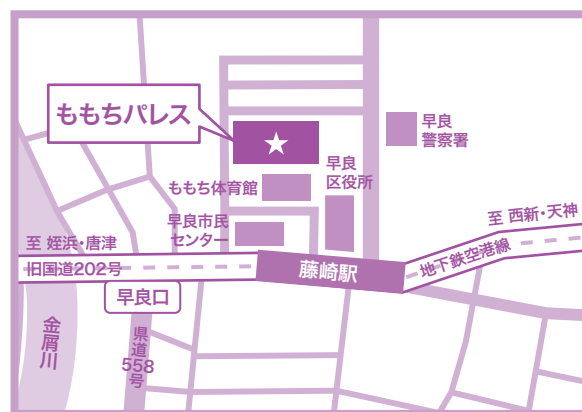 ももちパレス
早良
警察署
早良
区役所
ももち体育館
早良市民
センター
至 西新・天神
至 姪浜・唐津
旧国道202号
藤崎駅
地下鉄空港線
早良口
金屑川
県道
558
号